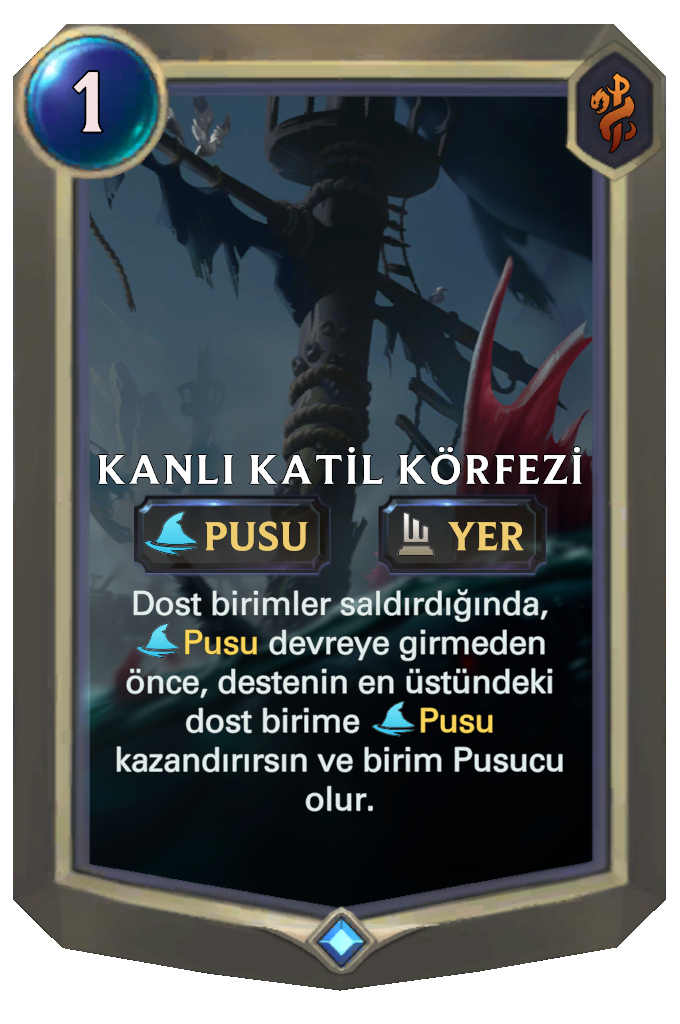 1
KANLI KATİL KÖRFEZİ
PUSU
YER
Dost birimler saldırdığında,
Pusu devreye girmeden
önce, destenin en üstündeki
dost birime Pusu
kazandırırsın ve birim Pusucu
olur.